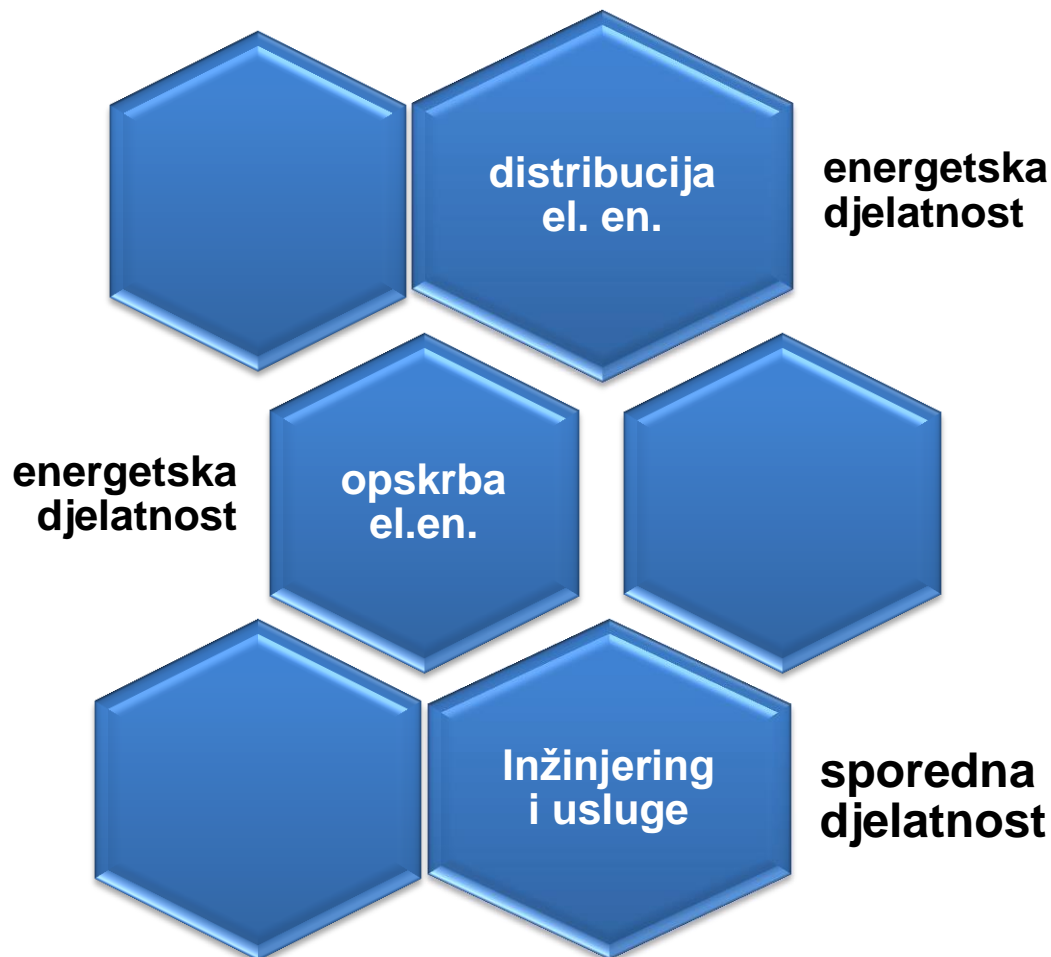 distribucija
el. en.
energetska
djelatnost
energetska
djelatnost
opskrba
el.en.
Inžinjering
i usluge
sporedna
djelatnost